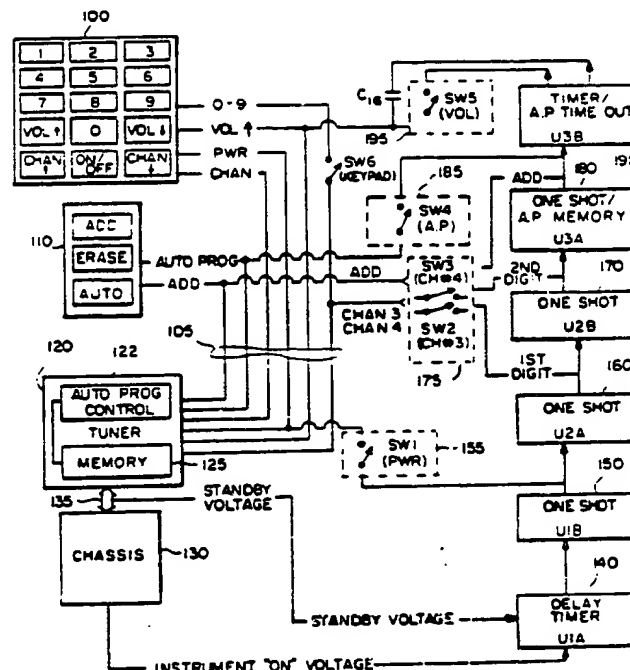 100
1 2 3
4 5 6
7 8 9
VOL ↑ 0 VOL ↓
CHAN ↑ ON/OFF CHAN ↓
0-9
VOL ↑
PWR
CHAN
SW6
(KEYPAD)
C16
SW5
(VOL)
195
TIMER/
A.P TIME OUT
U3B
ADD
180
185
SW4
(A.P)
ONE SHOT/
A.P MEMORY
U3A
110
ADD
ERASE
AUTO
AUTO PROG
ADD
ADD
SW3
(CH#4)
SW2
(CH#3)
175
CHAN 3
CHAN 4
2ND
DIGIT
170
ONE SHOT
U2B
1ST
DIGIT
160
ONE SHOT
U2A
105
120
122
AUTO PROG
CONTROL
TUNER
MEMORY
125
SW1
(PWR)
155
150
ONE SHOT
U1B
135
STANDBY
VOLTAGE
CHASSIS
130
140
DELAY
TIMER
U1A
STANDBY VOLTAGE
INSTRUMENT "ON" VOLTAGE